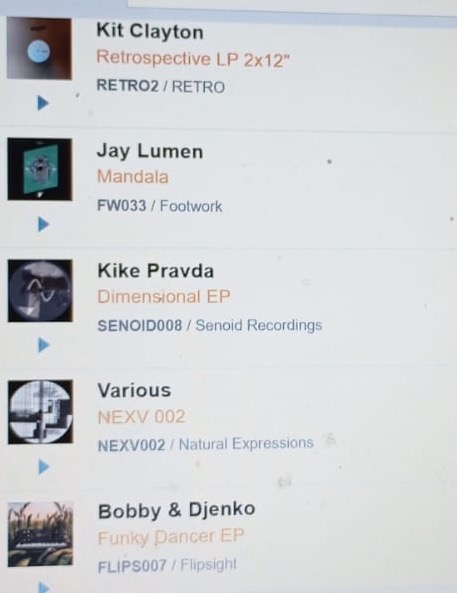 Kit Clayton
Retrospective LP 2x12"
RETRO2 / RETRO
Jay Lumen
Mandala
FW033 / Footwork
Kike Pravda
Dimensional EP
SENOID008 / Senoid Recordings
Various
NEXV 002
NEXV002 / Natural Expressions
Bobby & Djenko
Funky Dancer EP
FLIPS007 / Flipsight